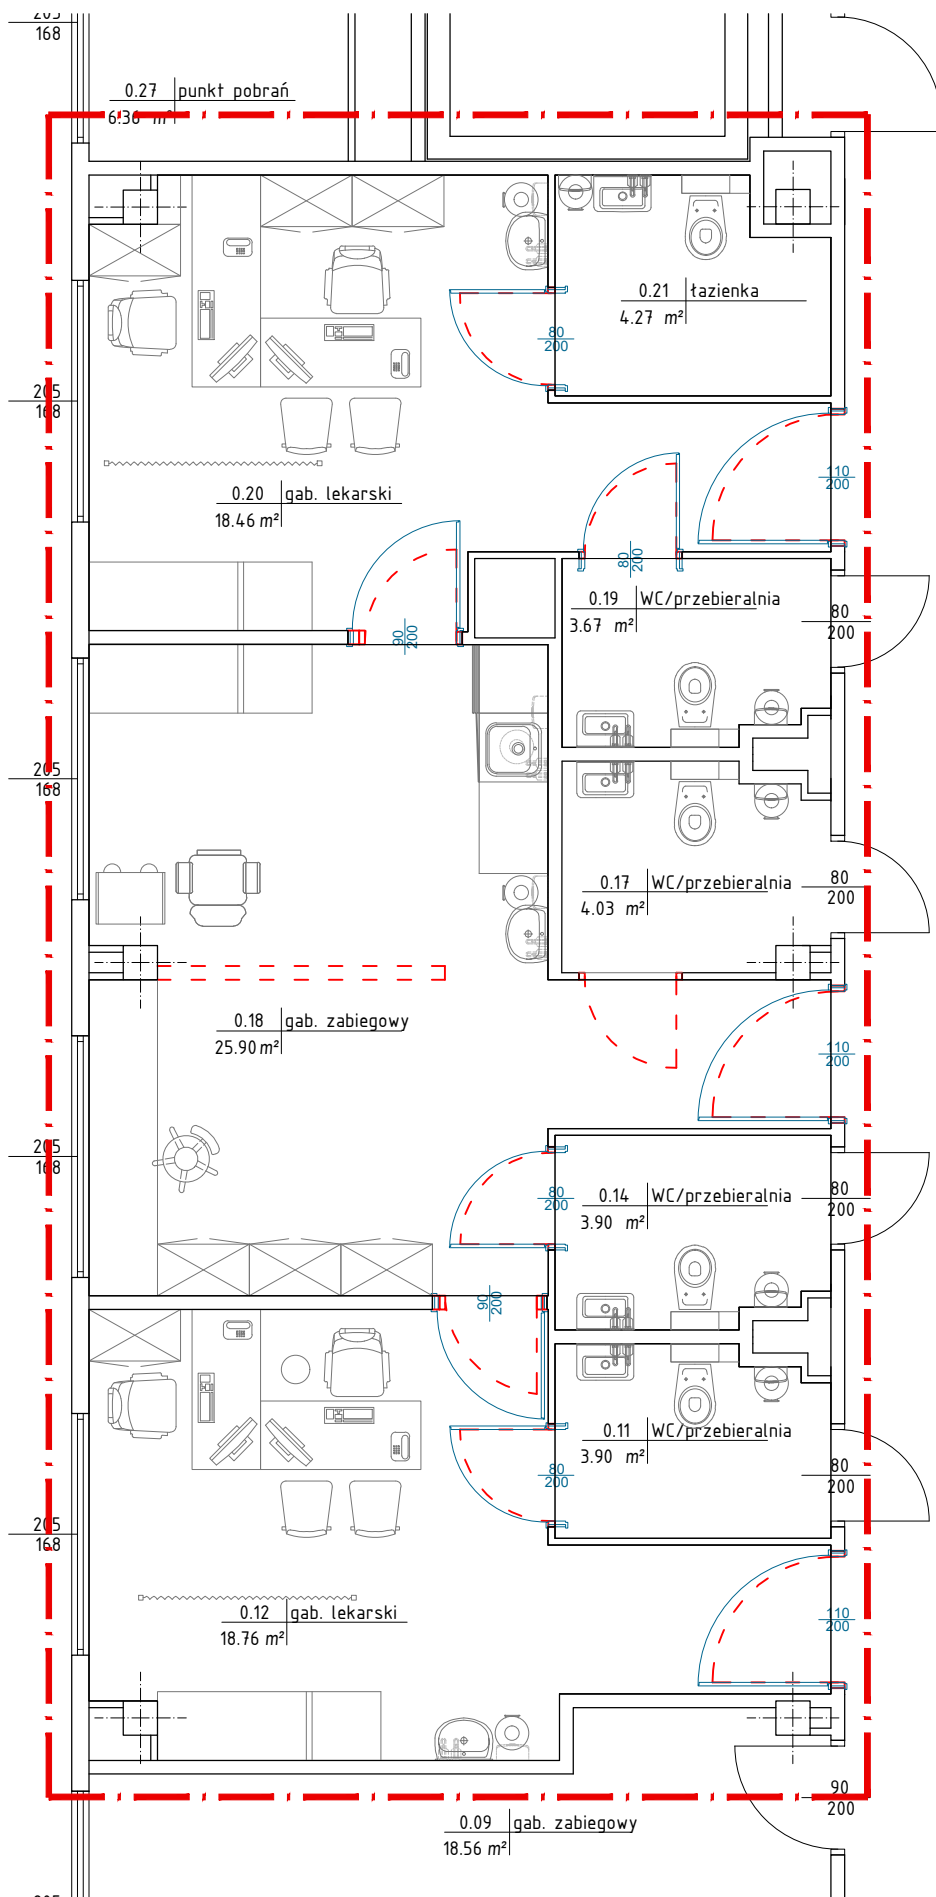 205
168
0.27 punkt pobrań
6.36 m²
0.21 łazienka
4.27 m²
80
200
205
168
110
200
0.20 gab. lekarski
18.46 m²
80
200
0.19 WC/przebieralnia
3.67 m²
80
200
90
200
205
168
0.17 WC/przebieralnia
4.03 m²
80
200
0.18 gab. zabiegowy
25.90 m²
110
200
205
168
80
200
0.14 WC/przebieralnia
3.90 m²
80
200
90
200
0.11 WC/przebieralnia
3.90 m²
80
200
80
200
205
168
0.12 gab. lekarski
18.76 m²
110
200
90
200
0.09 gab. zabiegowy
18.56 m²